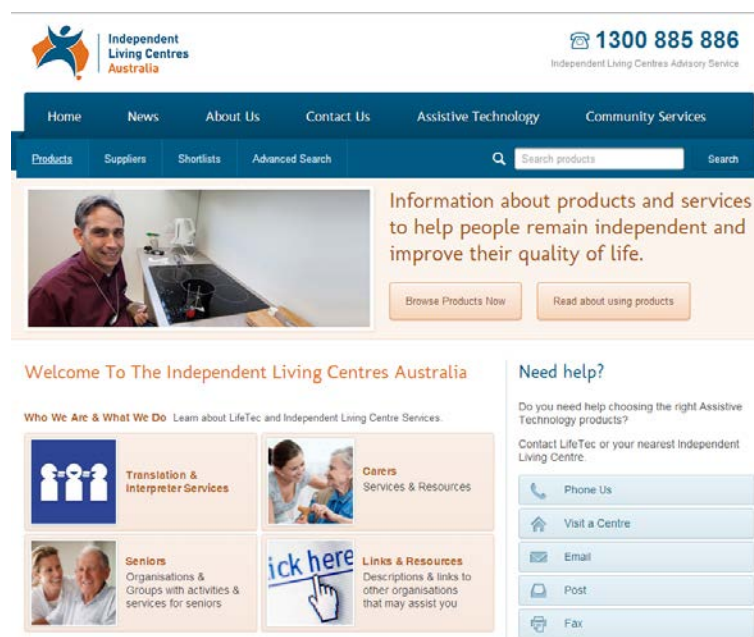 Independent
Living Centres
Australia
1300 885 886
Independent Living Centres Advisory Service
Home News About Us Contact Us Assistive Technology Community Services
Products Suppliers Shortlists Advanced Search Search products Search
Information about products and services
to help people remain independent and
improve their quality of life.
Browse Products Now Read about using products
Welcome To The Independent Living Centres Australia
Who We Are & What We Do Learn about LifeTec and Independent Living Centre Services.
Translation &
Interpreter Services
Carers
Services & Resources
Seniors
Organisations &
Groups with activities &
services for seniors
ick here
Links & Resources
Descriptions & links to
other organisations
that may assist you
Need help?
Do you need help choosing the right Assistive
Technology products?
Contact LifeTec or your nearest Independent
Living Centre.
Phone Us
Visit a Centre
Email
Post
Fax